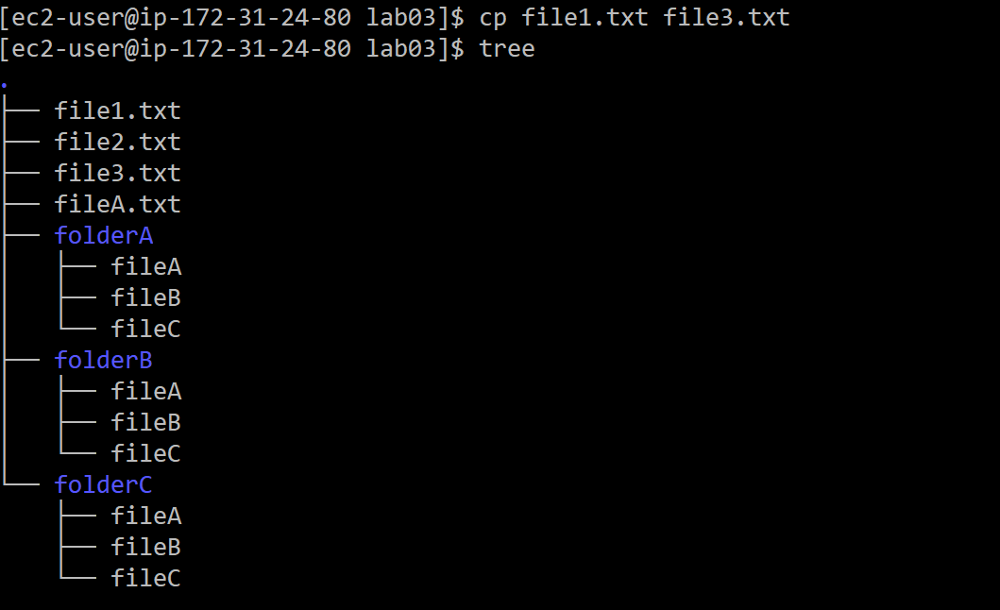 [ec2-user@ip-172-31-24-80 lab03]$ cp file1.txt file3.txt
[ec2-user@ip-172-31-24-80 lab03]$ tree
.
├── file1.txt
├── file2.txt
├── file3.txt
├── fileA.txt
├── folderA
│   ├── fileA
│   ├── fileB
│   └── fileC
├── folderB
│   ├── fileA
│   ├── fileB
│   └── fileC
└── folderC
    ├── fileA
    ├── fileB
    └── fileC